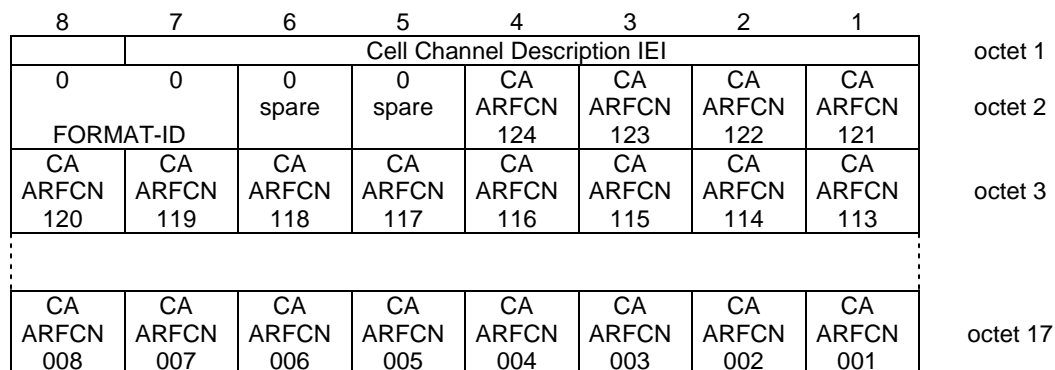 8 7 6 5 4 3 2 1
Cell Channel Description IEI octet 1
0 0 0 0 CA CA CA CA
spare spare ARFCN ARFCN ARFCN ARFCN octet 2
FORMAT-ID 124 123 122 121
CA CA CA CA CA CA CA CA
ARFCN ARFCN ARFCN ARFCN ARFCN ARFCN ARFCN ARFCN octet 3
120 119 118 117 116 115 114 113
CA CA CA CA CA CA CA CA
ARFCN ARFCN ARFCN ARFCN ARFCN ARFCN ARFCN ARFCN octet 17
008 007 006 005 004 003 002 001